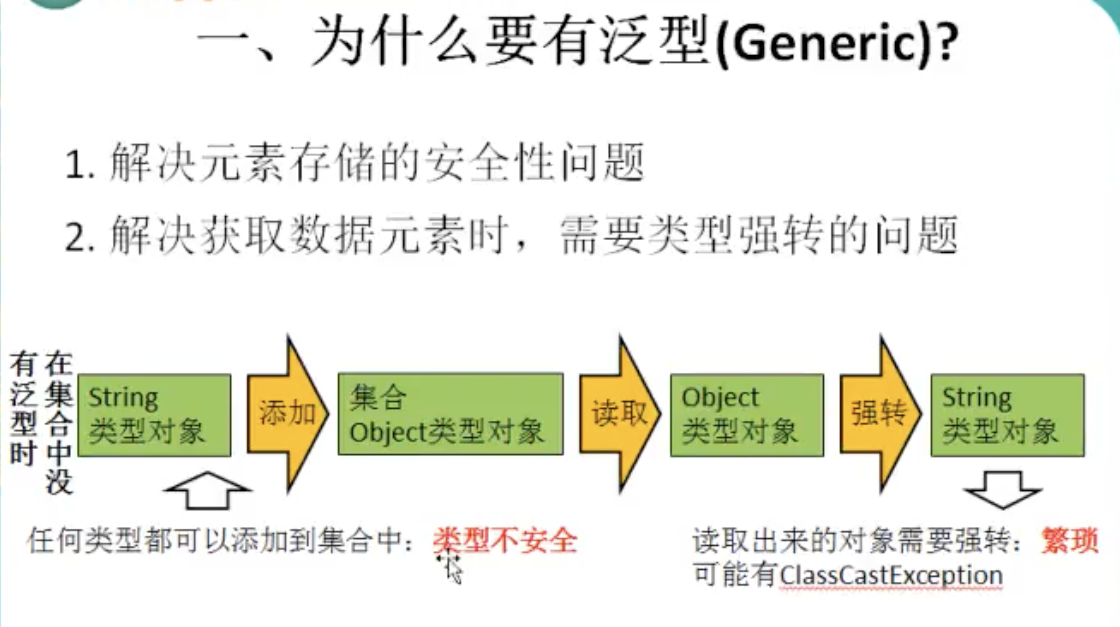 一、为什么要有泛型(Generic)?
1. 解决元素存储的安全性问题
2. 解决获取数据元素时，需要类型强转的问题
在集合中没
有泛型时
String
类型对象
添加
集合
Object类型对象
读取
Object
类型对象
强转
String
类型对象
任何类型都可以添加到集合中：类型不安全
读取出来的对象需要强转：繁琐
可能有ClassCastException